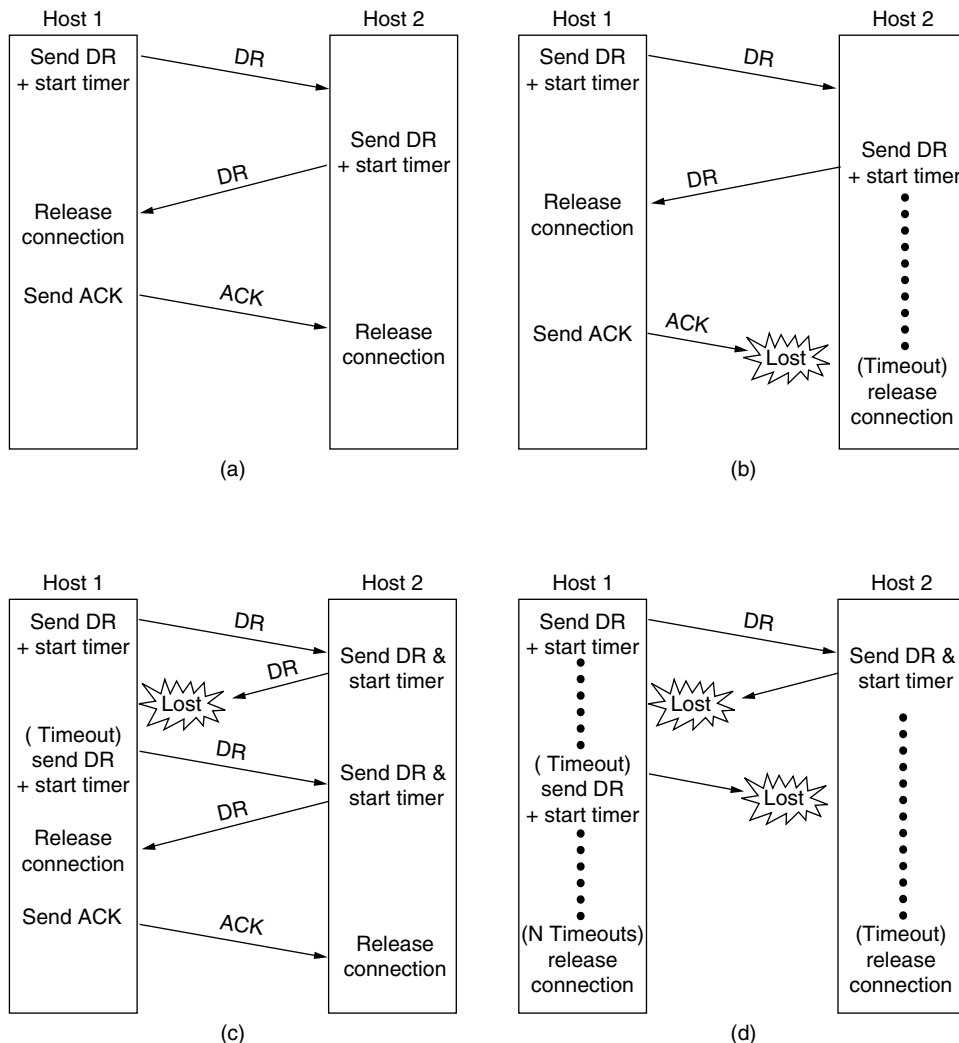 Host 1
Host 2
Send DR
+ start timer
DR
Send DR
+ start timer
DR
Release
connection
Send ACK
ACK
Release
connection
(a)
Host 1
Host 2
Send DR
+ start timer
DR
Send DR
+ start timer
DR
Release
connection
Send ACK
ACK
Lost
(Timeout)
release
connection
(b)
Host 1
Host 2
Send DR
+ start timer
DR
Send DR &
start timer
DR
Lost
( Timeout)
send DR
+ start timer
DR
Send DR &
start timer
DR
Release
connection
Send ACK
ACK
Release
connection
(c)
Host 1
Host 2
Send DR
+ start timer
DR
Send DR &
start timer
Lost
( Timeout)
send DR
+ start timer
Lost
(N Timeouts)
release
connection
(Timeout)
release
connection
(d)